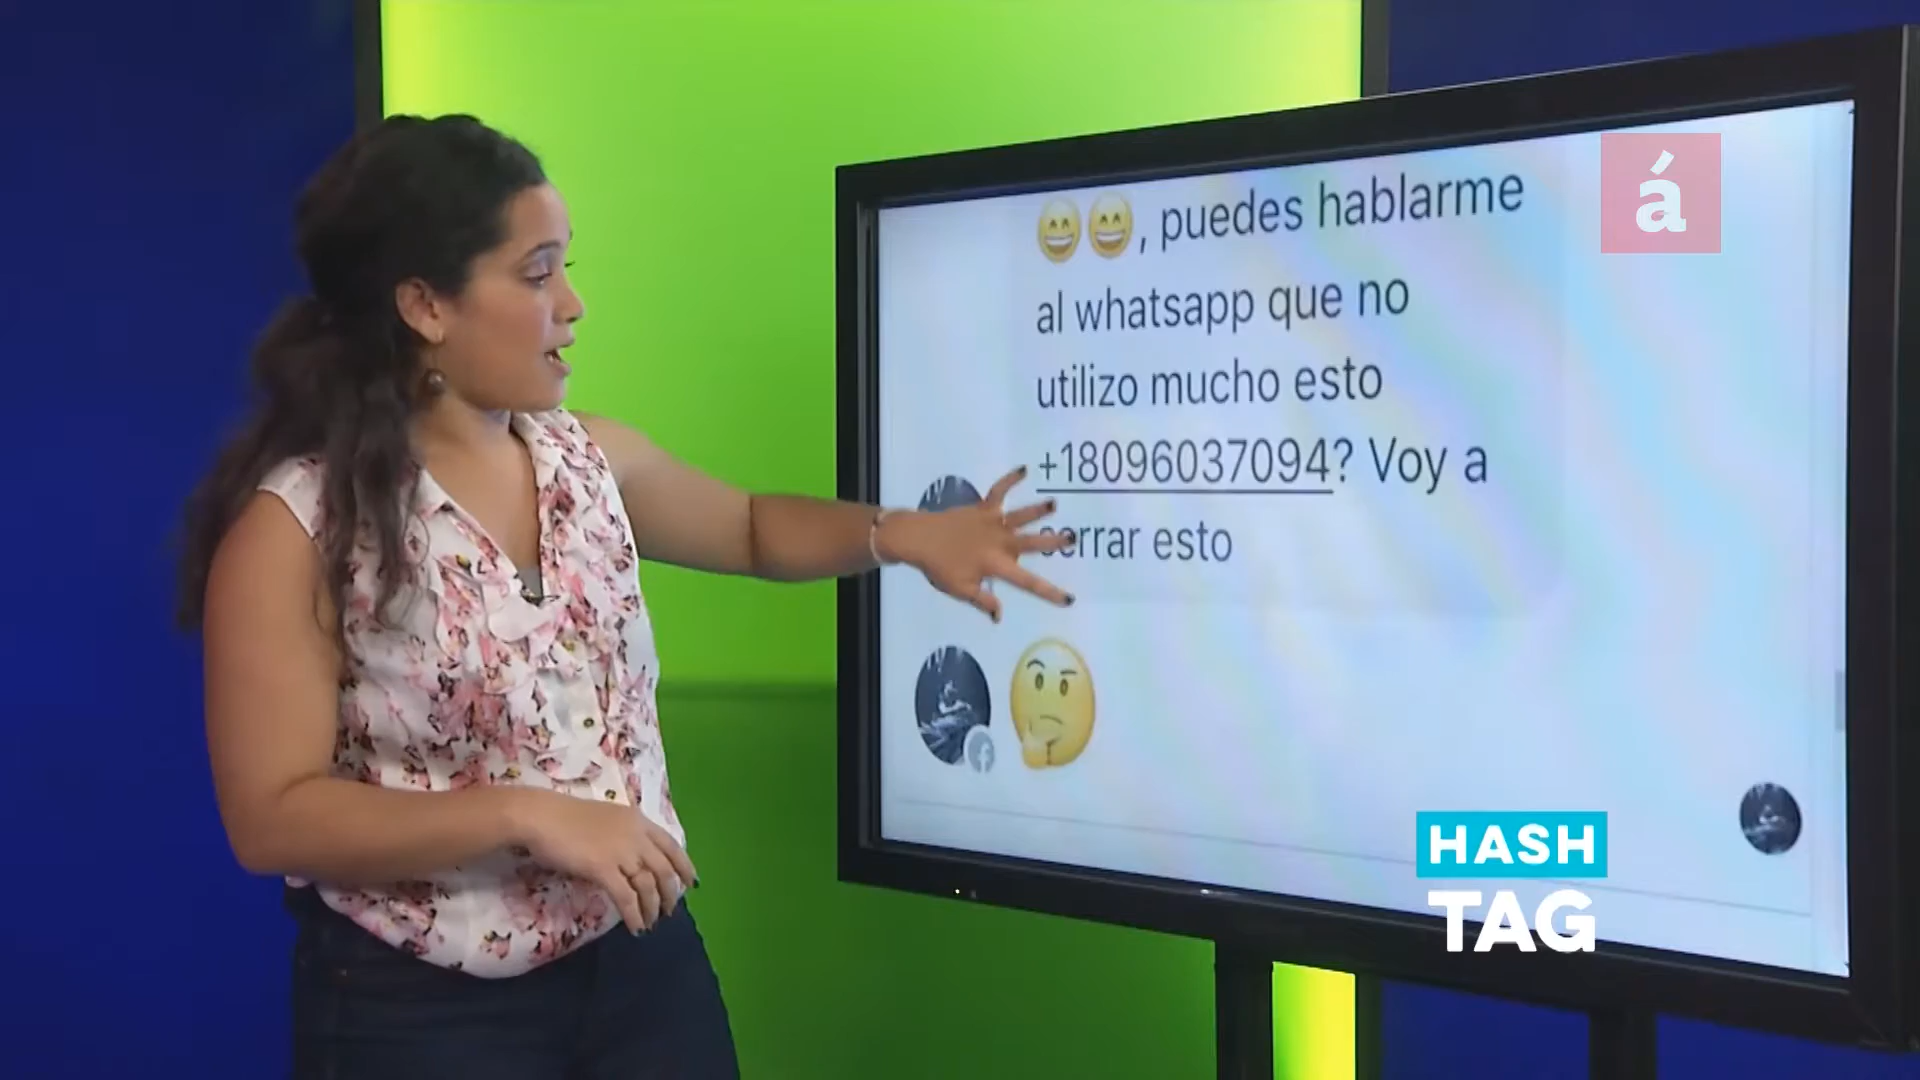 á
, puedes hablarme
al whatsapp que no
utilizo mucho esto
+18096037094? Voy a
cerrar esto
HASH
TAG